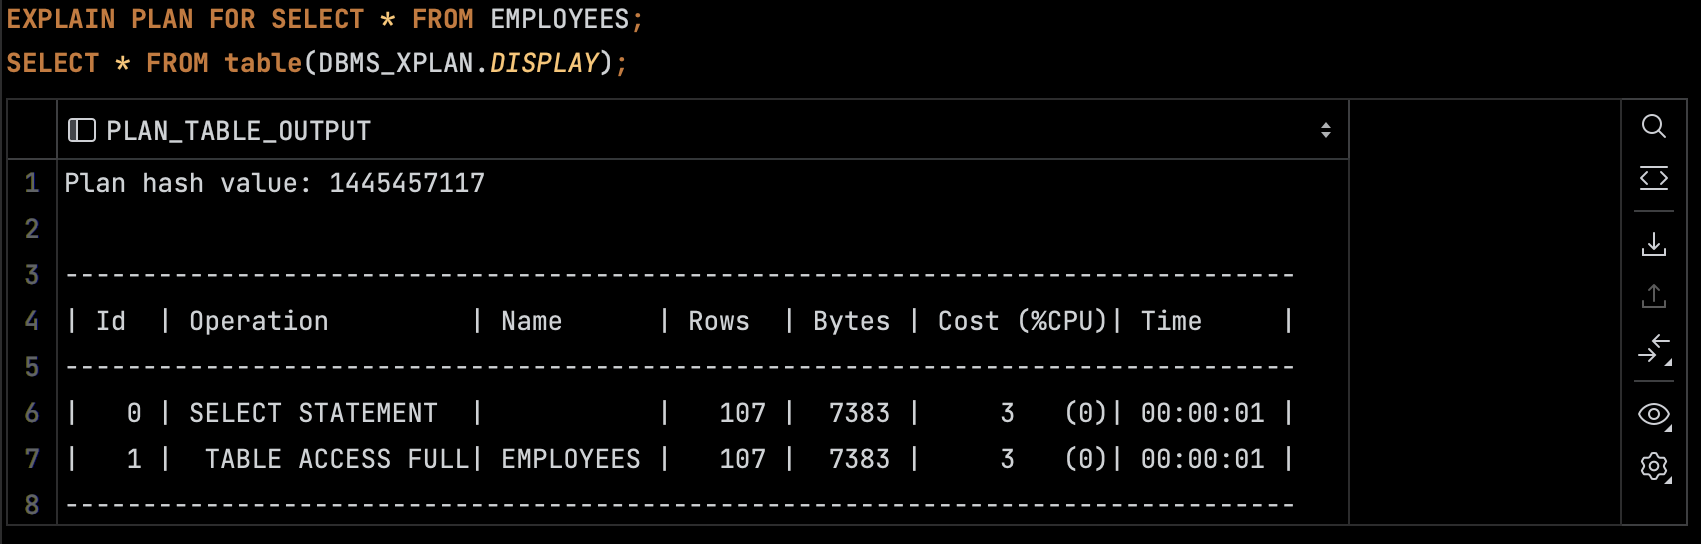 EXPLAIN PLAN FOR SELECT * FROM EMPLOYEES;
SELECT * FROM table(DBMS_XPLAN.DISPLAY);
PLAN_TABLE_OUTPUT
1 Plan hash value: 1445457117
2
3 -------------------------------------------------------------------------------
4 | Id  | Operation         | Name      | Rows  | Bytes | Cost (%CPU)| Time     |
5 -------------------------------------------------------------------------------
6 |   0 | SELECT STATEMENT  |           |   107 |  7383 |     3   (0)| 00:00:01 |
7 |   1 |  TABLE ACCESS FULL| EMPLOYEES |   107 |  7383 |     3   (0)| 00:00:01 |
8 -------------------------------------------------------------------------------